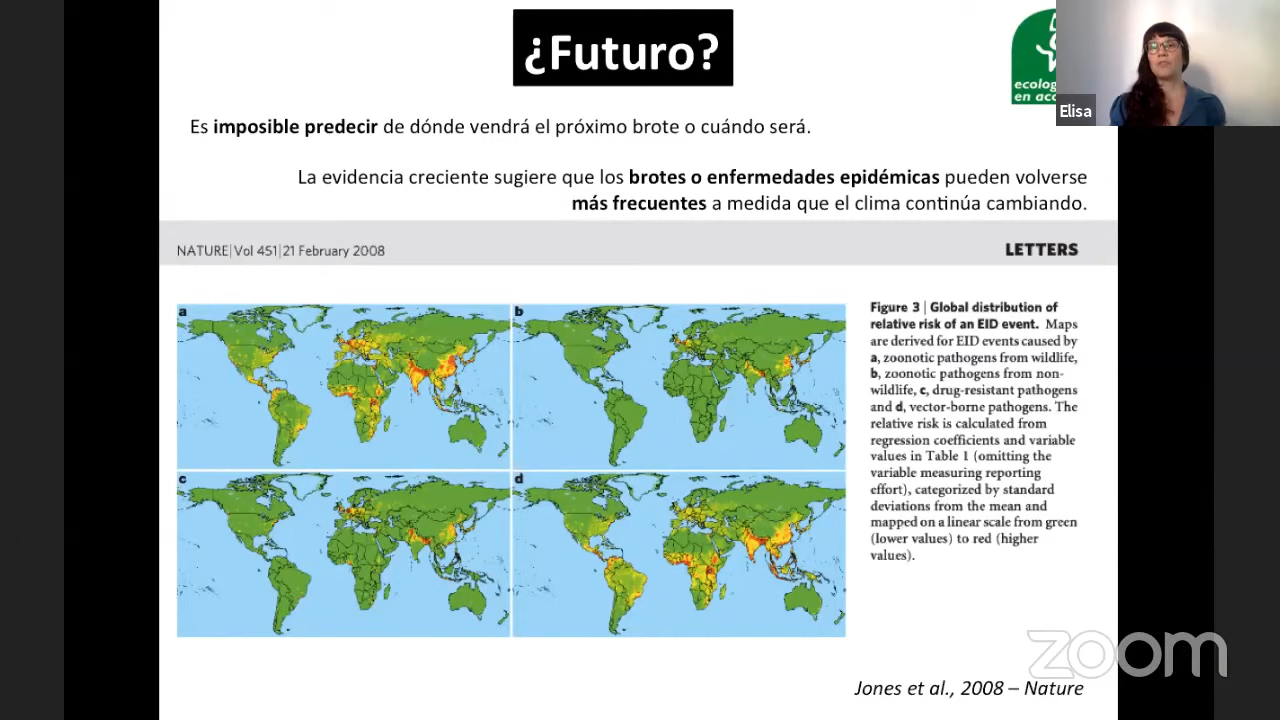 ¿Futuro?
Elisa
en
Es imposible predecir de dónde vendrá el próximo brote o cuándo será.
La evidencia creciente sugiere que los brotes o enfermedades epidémicas pueden volverse
más frecuentes a medida que el clima continúa cambiando.
NATURE|Vol 451|21 February 2008
LETTERS
a
b
c
d
Figure 3 | Global distribution of
relative risk of an EID event. Maps
are derived for EID events caused by
a, zoonotic pathogens from wildlife,
b, zoonotic pathogens from non-
wildlife, c, drug-resistant pathogens
and d, vector-borne pathogens. The
relative risk is calculated from
regression coefficients and variable
values in Table 1 (omitting the
variable measuring reporting
effort), categorized by standard
deviations from the mean and
mapped on a linear scale from green
(lower values) to red (higher
values).
zoom
Jones et al., 2008 – Nature